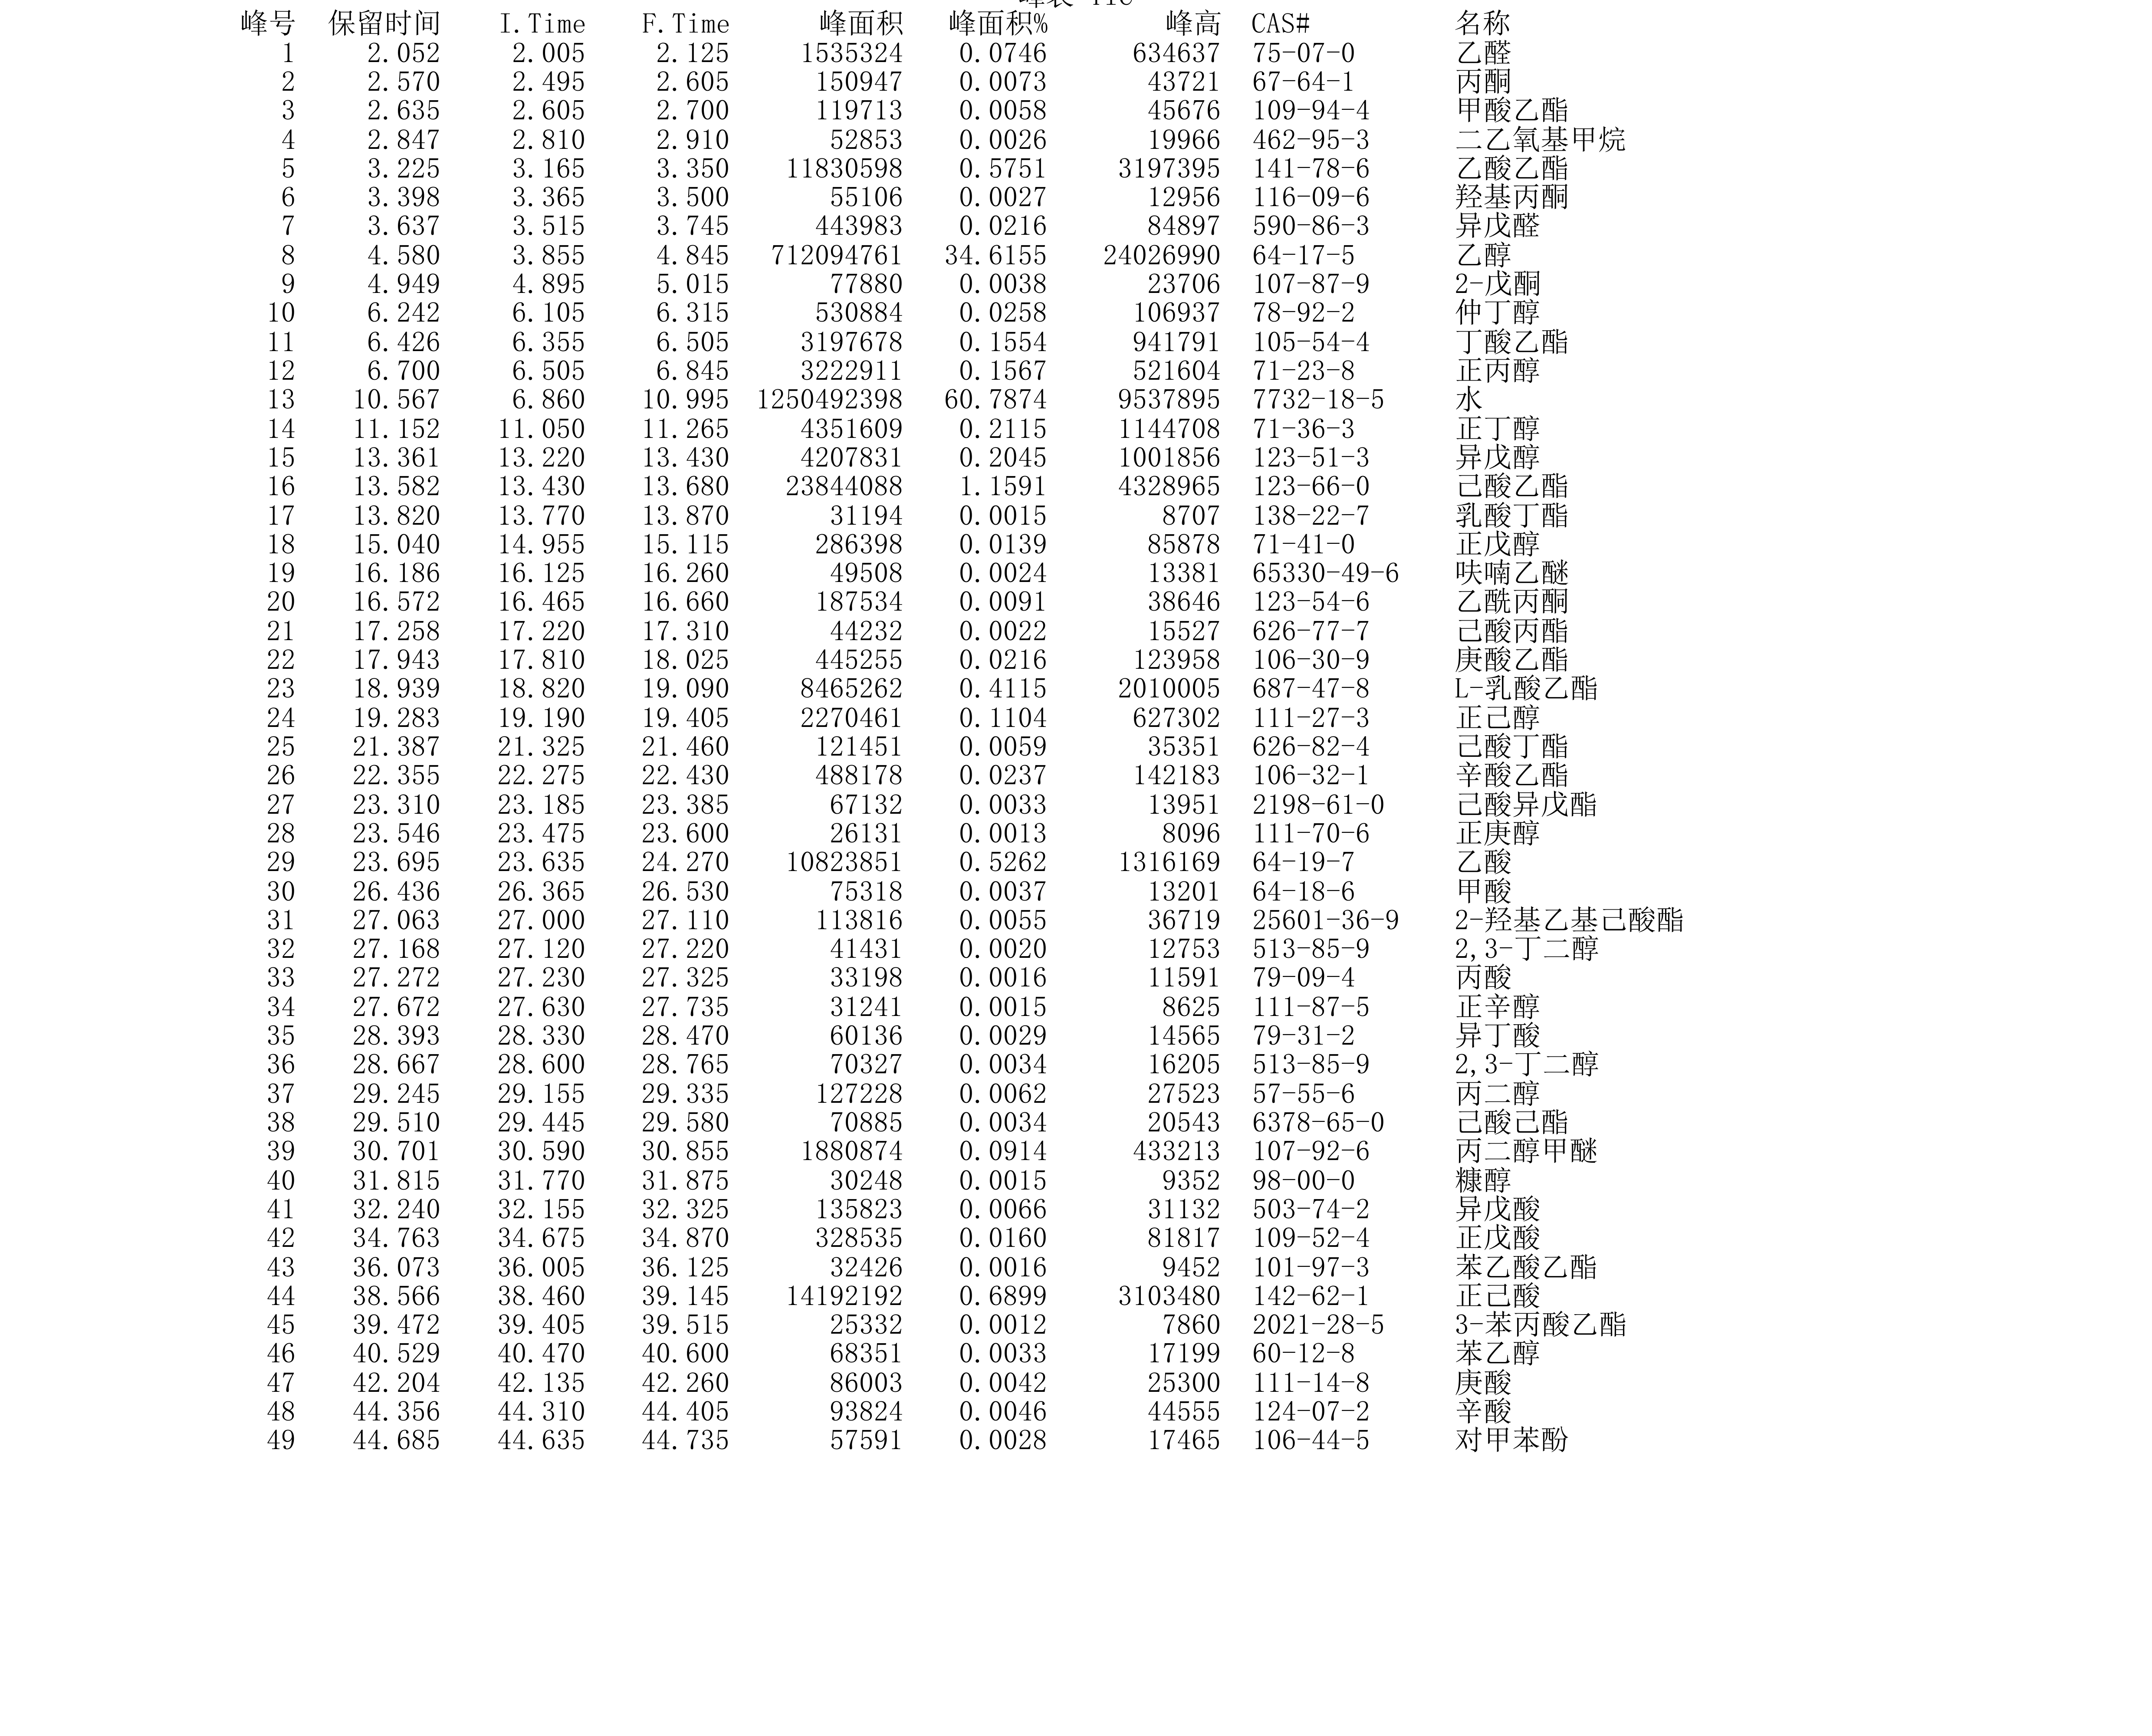 峰表 TIC
峰号 保留时间 I.Time F.Time 峰面积 峰面积% 峰高 CAS# 名称
1 2.052 2.005 2.125 1535324 0.0746 634637 75-07-0 乙醛
2 2.570 2.495 2.605 150947 0.0073 43721 67-64-1 丙酮
3 2.635 2.605 2.700 119713 0.0058 45676 109-94-4 甲酸乙酯
4 2.847 2.810 2.910 52853 0.0026 19966 462-95-3 二乙氧基甲烷
5 3.225 3.165 3.350 11830598 0.5751 3197395 141-78-6 乙酸乙酯
6 3.398 3.365 3.500 55106 0.0027 12956 116-09-6 羟基丙酮
7 3.637 3.515 3.745 443983 0.0216 84897 590-86-3 异戊醛
8 4.580 3.855 4.845 712094761 34.6155 24026990 64-17-5 乙醇
9 4.949 4.895 5.015 77880 0.0038 23706 107-87-9 2-戊酮
10 6.242 6.105 6.315 530884 0.0258 106937 78-92-2 仲丁醇
11 6.426 6.355 6.505 3197678 0.1554 941791 105-54-4 丁酸乙酯
12 6.700 6.505 6.845 3222911 0.1567 521604 71-23-8 正丙醇
13 10.567 6.860 10.995 1250492398 60.7874 9537895 7732-18-5 水
14 11.152 11.050 11.265 4351609 0.2115 1144708 71-36-3 正丁醇
15 13.361 13.220 13.430 4207831 0.2045 1001856 123-51-3 异戊醇
16 13.582 13.430 13.680 23844088 1.1591 4328965 123-66-0 己酸乙酯
17 13.820 13.770 13.870 31194 0.0015 8707 138-22-7 乳酸丁酯
18 15.040 14.955 15.115 286398 0.0139 85878 71-41-0 正戊醇
19 16.186 16.125 16.260 49508 0.0024 13381 65330-49-6 呋喃乙醚
20 16.572 16.465 16.660 187534 0.0091 38646 123-54-6 乙酰丙酮
21 17.258 17.220 17.310 44232 0.0022 15527 626-77-7 己酸丙酯
22 17.943 17.810 18.025 445255 0.0216 123958 106-30-9 庚酸乙酯
23 18.939 18.820 19.090 8465262 0.4115 2010005 687-47-8 L-乳酸乙酯
24 19.283 19.190 19.405 2270461 0.1104 627302 111-27-3 正己醇
25 21.387 21.325 21.460 121451 0.0059 35351 626-82-4 己酸丁酯
26 22.355 22.275 22.430 488178 0.0237 142183 106-32-1 辛酸乙酯
27 23.310 23.185 23.385 67132 0.0033 13951 2198-61-0 己酸异戊酯
28 23.546 23.475 23.600 26131 0.0013 8096 111-70-6 正庚醇
29 23.695 23.635 24.270 10823851 0.5262 1316169 64-19-7 乙酸
30 26.436 26.365 26.530 75318 0.0037 13201 64-18-6 甲酸
31 27.063 27.000 27.110 113816 0.0055 36719 25601-36-9 2-羟基乙基己酸酯
32 27.168 27.120 27.220 41431 0.0020 12753 513-85-9 2,3-丁二醇
33 27.272 27.230 27.325 33198 0.0016 11591 79-09-4 丙酸
34 27.672 27.630 27.735 31241 0.0015 8625 111-87-5 正辛醇
35 28.393 28.330 28.470 60136 0.0029 14565 79-31-2 异丁酸
36 28.667 28.600 28.765 70327 0.0034 16205 513-85-9 2,3-丁二醇
37 29.245 29.155 29.335 127228 0.0062 27523 57-55-6 丙二醇
38 29.510 29.445 29.580 70885 0.0034 20543 6378-65-0 己酸己酯
39 30.701 30.590 30.855 1880874 0.0914 433213 107-92-6 丙二醇甲醚
40 31.815 31.770 31.875 30248 0.0015 9352 98-00-0 糠醇
41 32.240 32.155 32.325 135823 0.0066 31132 503-74-2 异戊酸
42 34.763 34.675 34.870 328535 0.0160 81817 109-52-4 正戊酸
43 36.073 36.005 36.125 32426 0.0016 9452 101-97-3 苯乙酸乙酯
44 38.566 38.460 39.145 14192192 0.6899 3103480 142-62-1 正己酸
45 39.472 39.405 39.515 25332 0.0012 7860 2021-28-5 3-苯丙酸乙酯
46 40.529 40.470 40.600 68351 0.0033 17199 60-12-8 苯乙醇
47 42.204 42.135 42.260 86003 0.0042 25300 111-14-8 庚酸
48 44.356 44.310 44.405 93824 0.0046 44555 124-07-2 辛酸
49 44.685 44.635 44.735 57591 0.0028 17465 106-44-5 对甲苯酚